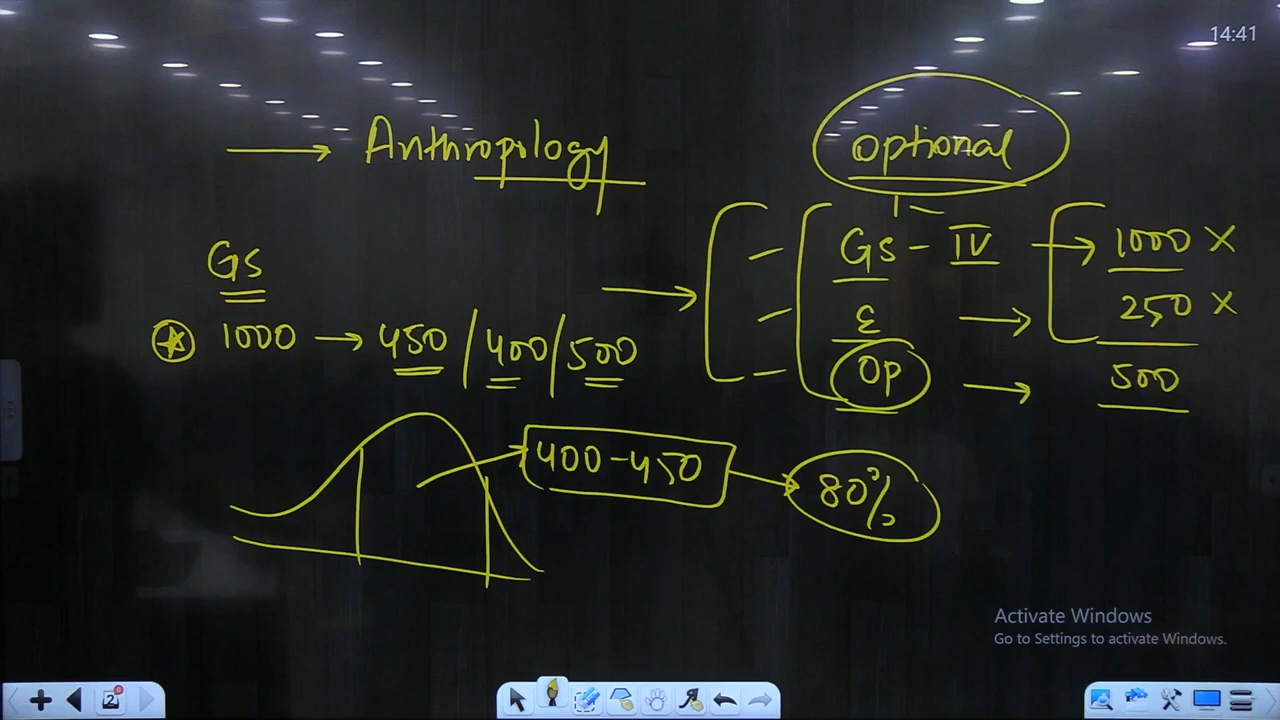 14:41
Anthropology
Optional
I -
GS - IV → 1000 X
GS
ε → 250 X
1000 → 450 / 400 / 500
Op → 500
400-450 → 80%
Activate Windows
Go to Settings to activate Windows.
2